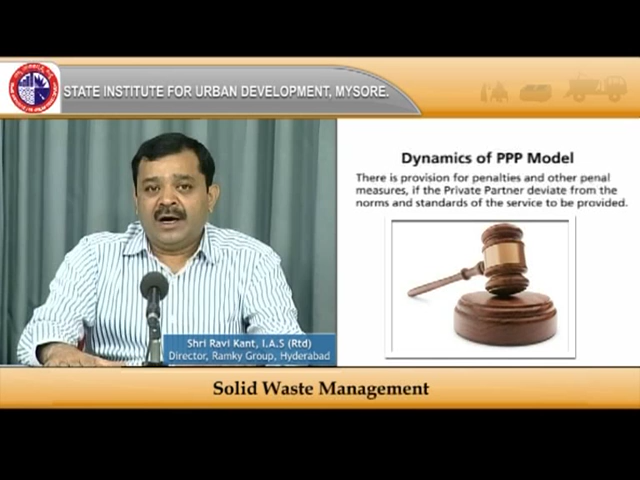 STATE INSTITUTE FOR URBAN DEVELOPMENT, MYSORE.
Dynamics of PPP Model
There is provision for penalties and other penal
measures, if the Private Partner deviate from the
norms and standards of the service to be provided.
Shri Ravi Kant, I.A.S (Rtd)
Director, Ramky Group, Hyderabad
Solid Waste Management